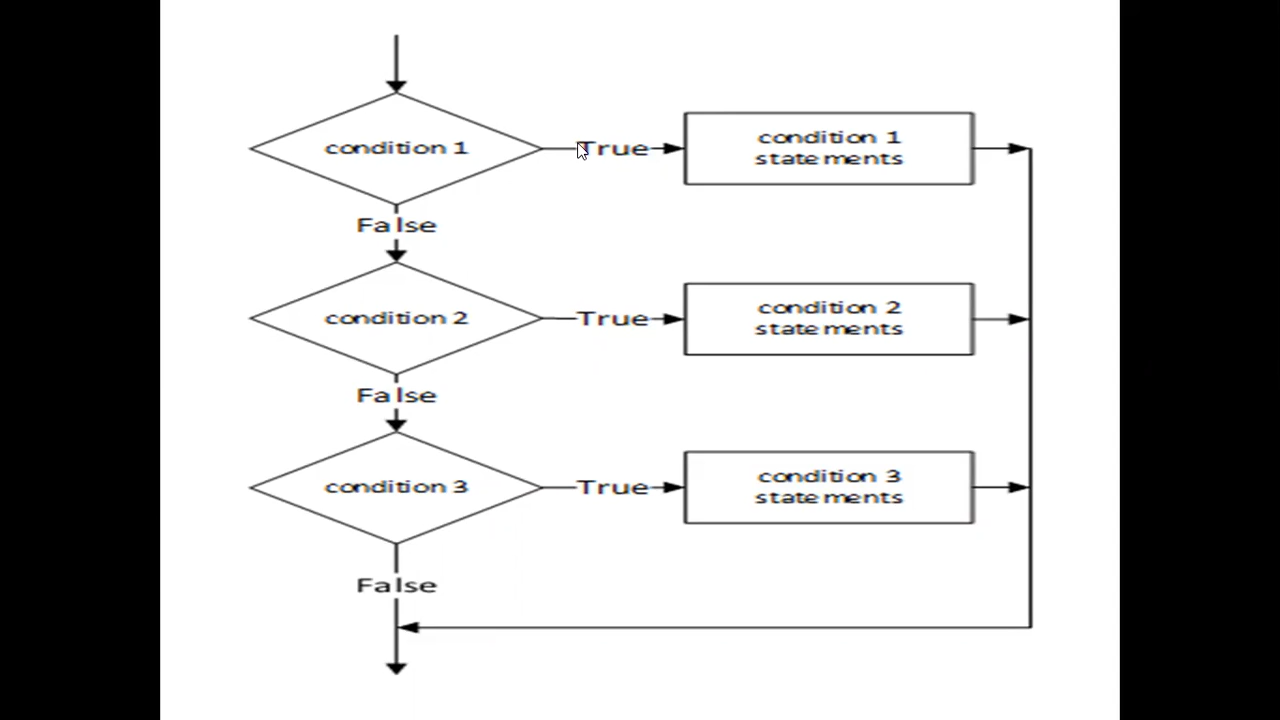 condition 1
True
condition 1
statements
False
condition 2
True
condition 2
statements
False
condition 3
True
condition 3
statements
False